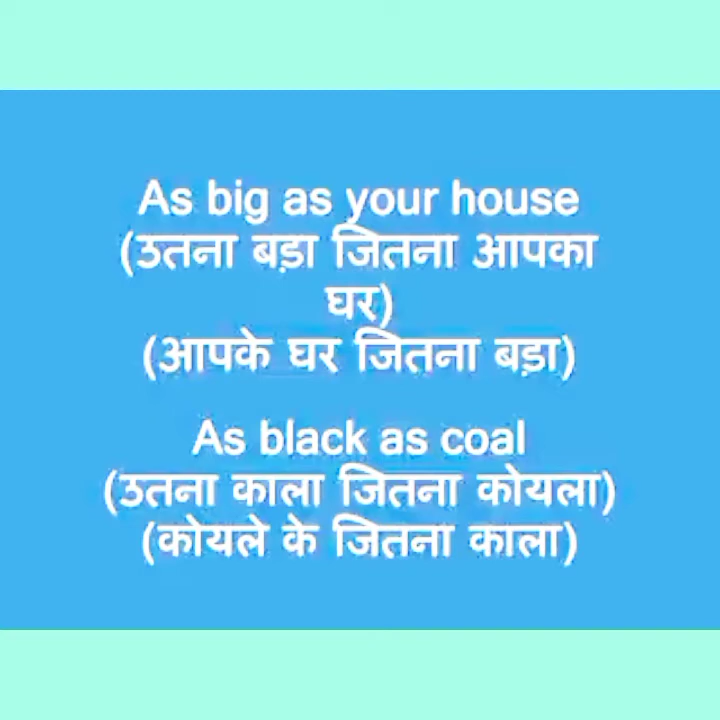 As big as your house
(उतना बड़ा जितना आपका
घर)
(आपके घर जितना बड़ा)
As black as coal
(उतना काला जितना कोयला)
(कोयले के जितना काला)